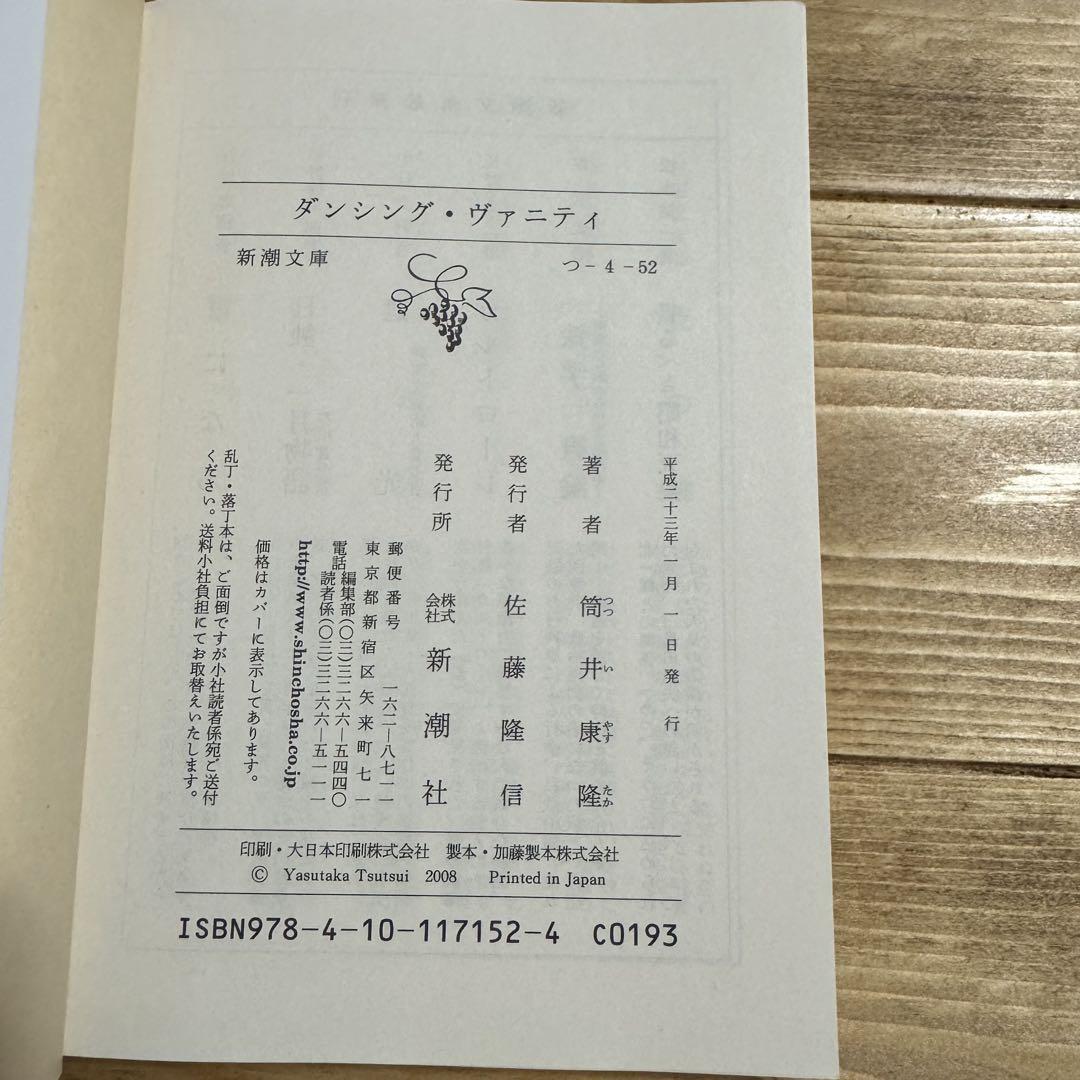 ダンシング・ヴァニティ
新潮文庫　つ-4-52
平成二十三年一月一日発行
著者　筒井康隆
つつ　い　やす　たか
発行者　佐藤隆信
発行所　株式会社　新潮社
郵便番号　一六二―八七一一
東京都新宿区矢来町七一
電話　編集部(〇三)三二六六―五四四〇
読者係(〇三)三二六六―五一一一
http://www.shinchosha.co.jp
価格はカバーに表示してあります。
乱丁・落丁本は、ご面倒ですが小社読者係宛ご送付
ください。送料小社負担にてお取替えいたします。
印刷・大日本印刷株式会社　製本・加藤製本株式会社
© Yasutaka Tsutsui 2008　Printed in Japan
ISBN978-4-10-117152-4　C0193